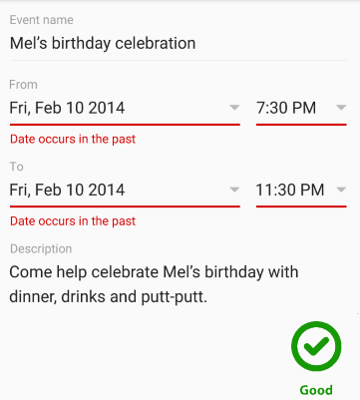 Event name
Mel's birthday celebration
From
Fri, Feb 10 2014
7:30 PM
Date occurs in the past
To
Fri, Feb 10 2014
11:30 PM
Date occurs in the past
Description
Come help celebrate Mel's birthday with
dinner, drinks and putt-putt.
Good